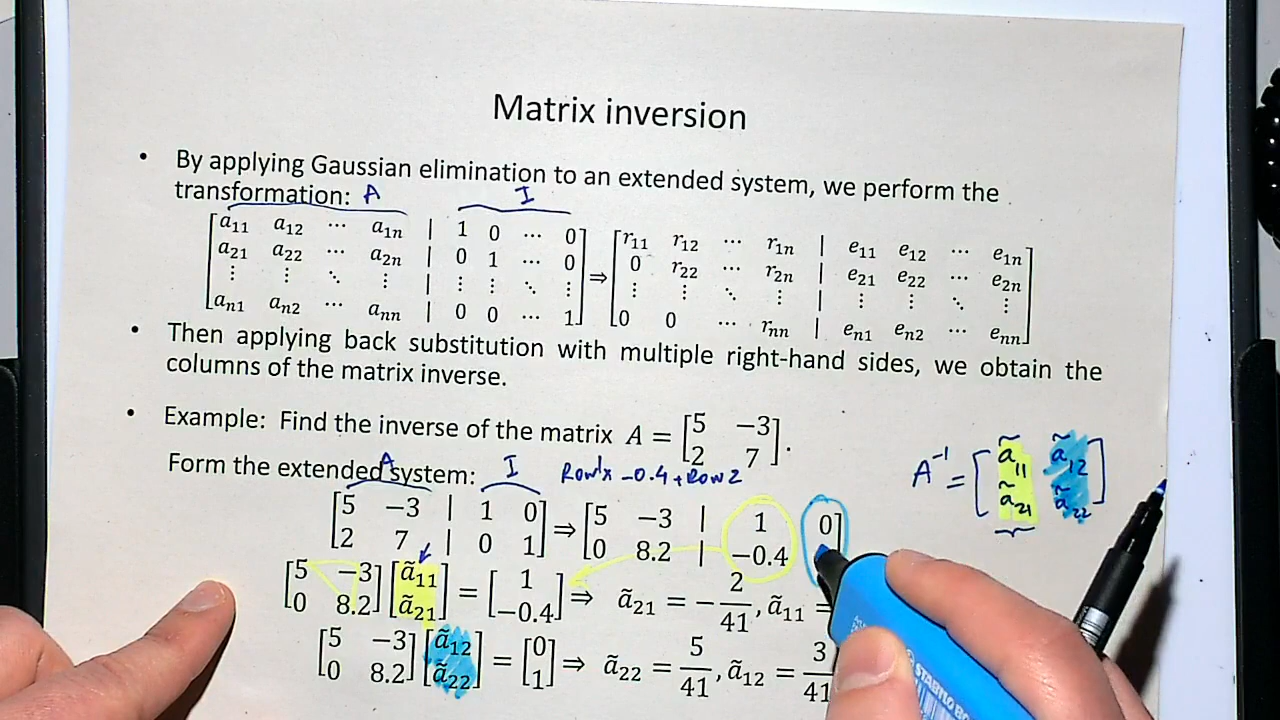 Matrix inversion
• By applying Gaussian elimination to an extended system, we perform the
transformation: A I
[a11 a12 ⋯ a1n | 1 0 ⋯ 0] [r11 r12 ⋯ r1n | e11 e12 ⋯ e1n]
[a21 a22 ⋯ a2n | 0 1 ⋯ 0] [0 r22 ⋯ r2n | e21 e22 ⋯ e2n]
[⋮ ⋮ ⋱ ⋮ | ⋮ ⋮ ⋱ ⋮] ⇒ [⋮ ⋮ ⋱ ⋮ | ⋮ ⋮ ⋱ ⋮]
[an1 an2 ⋯ ann | 0 0 ⋯ 1] [0 0 ⋯ rnn | en1 en2 ⋯ enn]
• Then applying back substitution with multiple right-hand sides, we obtain the
columns of the matrix inverse.
• Example: Find the inverse of the matrix A = [5 −3
2 7].
Form the extended system: A I Row1x −0.4 + Row2
[5 −3 | 1 0] ⇒ [5 −3 | 1 0]
[2 7 | 0 1] [0 8.2 | −0.4
[5 −3] [ã11] = [1] ⇒ ã21 = −2/41, ã11 =
[0 8.2] [ã21] [−0.4]
[5 −3] [ã12] = [0] ⇒ ã22 = 5/41, ã12 = 3/41
[0 8.2] [ã22] [1]
A⁻¹ = [ã11 ã12]
[ã21 ã22]
STABILO BO